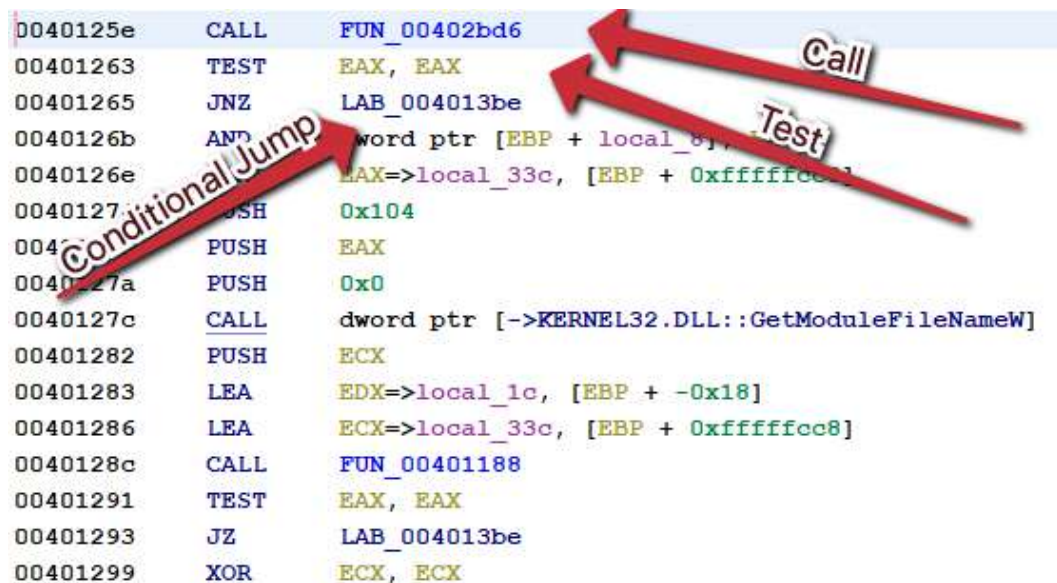 0040125e CALL FUN_00402bd6
00401263 TEST EAX, EAX
00401265 JNZ LAB_004013be
0040126b AND [EBP + local_8],
0040126e EAX=>local_33c, [EBP +
PUSH 0x104
PUSH EAX
PUSH 0x0
0040127c CALL dword ptr [->KERNEL32.DLL::GetModuleFileNameW]
00401282 PUSH ECX
00401283 LEA EDX=>local_1c, [EBP + -0x18]
00401286 LEA ECX=>local_33c, [EBP + 0xfffffcc8]
0040128c CALL FUN_00401188
00401291 TEST EAX, EAX
00401293 JZ LAB_004013be
00401299 XOR ECX, ECX
Call
Test
Conditional Jump